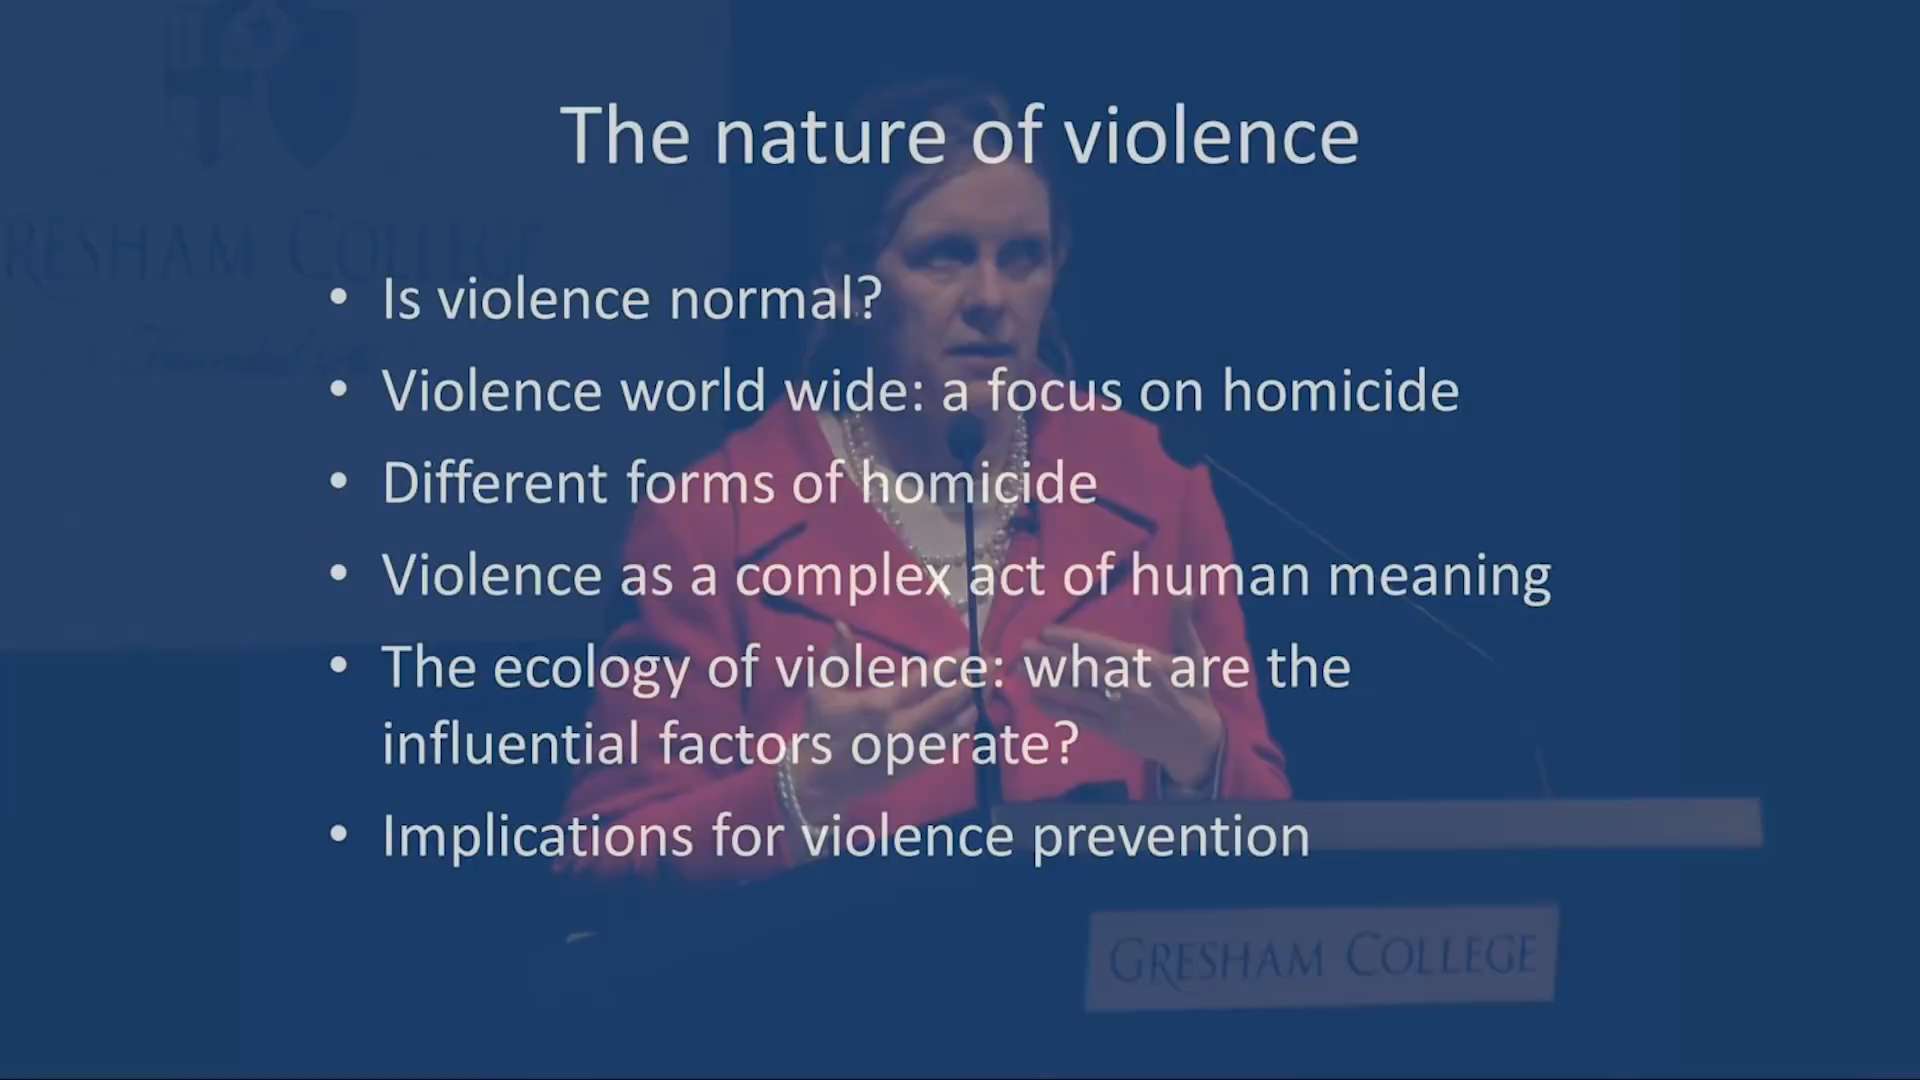 The nature of violence
RESHAM COLLEGE
• Is violence normal?
• Violence world wide: a focus on homicide
• Different forms of homicide
• Violence as a complex act of human meaning
• The ecology of violence: what are the
influential factors operate?
• Implications for violence prevention
GRESHAM COLLEGE